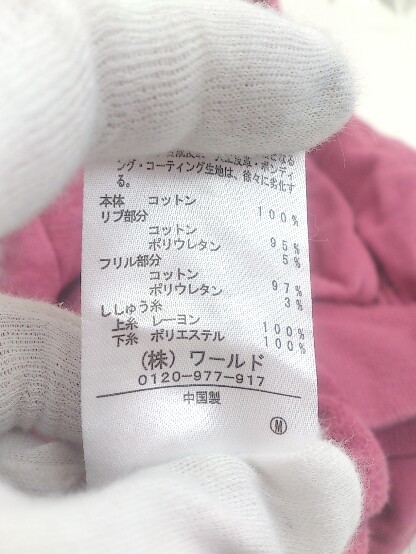 ング・コーティング生地は、徐々に劣化す
る。
本体 コットン 100%
リブ部分
コットン 95%
ポリウレタン 5%
フリル部分
コットン 97%
ポリウレタン 3%
ししゅう糸
上糸 レーヨン 100%
下糸 ポリエステル 100%
(株) ワールド
0120-977-917
中国製
M